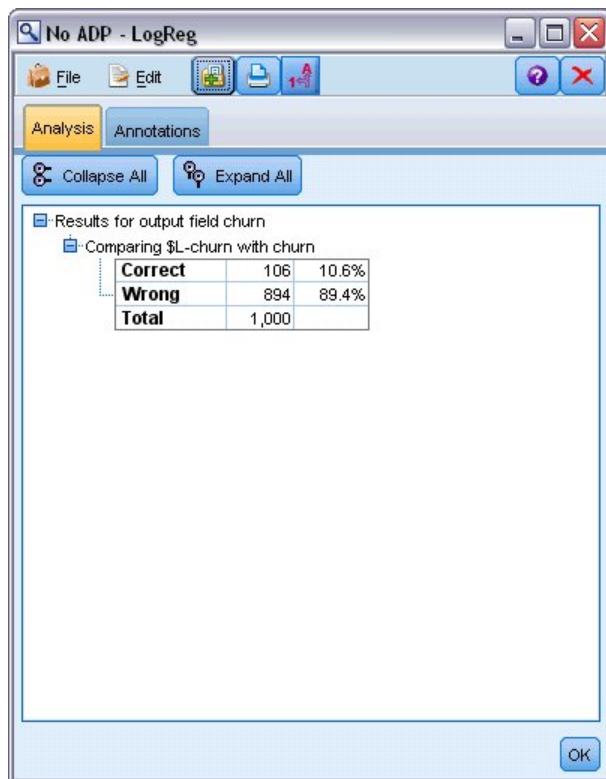 No ADP - LogReg
File Edit
Analysis Annotations
Collapse All Expand All
Results for output field churn
Comparing $L-churn with churn
Correct 106 10.6%
Wrong 894 89.4%
Total 1,000
OK